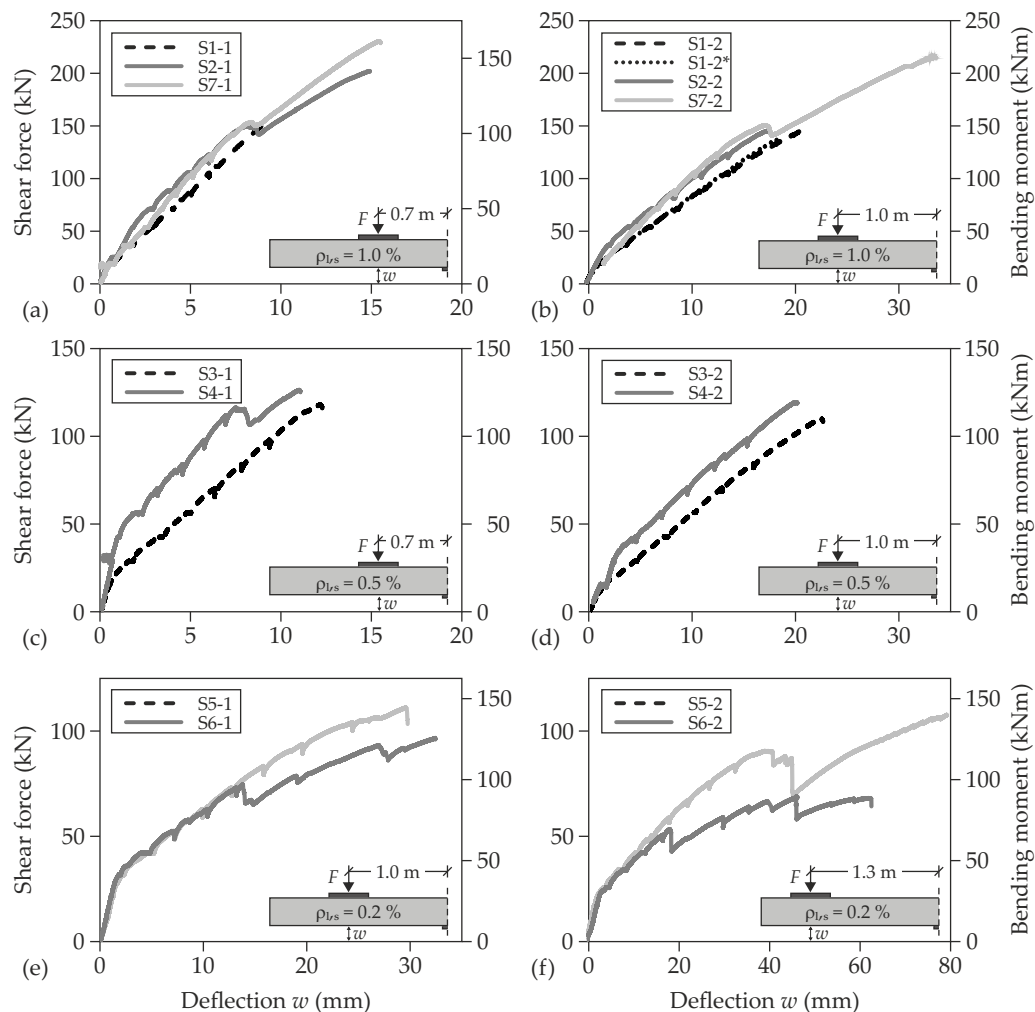 250
200
150
100
50
0
Shear force (kN)
S1-1
S2-1
S7-1
F
0.7 m
ρl,s = 1.0 %
w
150
100
50
0
0 5 10 15 20
(a)
250
200
150
100
50
0
S1-2
S1-2*
S2-2
S7-2
F
1.0 m
ρl,s = 1.0 %
w
250
200
150
100
50
0
Bending moment (kNm)
0 10 20 30
(b)
150
100
50
0
Shear force (kN)
S3-1
S4-1
F
0.7 m
ρl,s = 0.5 %
w
150
100
50
0
0 5 10 15 20
(c)
150
100
50
0
S3-2
S4-2
F
1.0 m
ρl,s = 0.5 %
w
150
100
50
0
Bending moment (kNm)
0 10 20 30
(d)
100
50
0
Shear force (kN)
S5-1
S6-1
F
1.0 m
ρl,s = 0.2 %
w
150
100
50
0
0 10 20 30
(e)
Deflection w (mm)
100
50
0
S5-2
S6-2
F
1.3 m
ρl,s = 0.2 %
w
150
100
50
0
Bending moment (kNm)
0 20 40 60 80
(f)
Deflection w (mm)